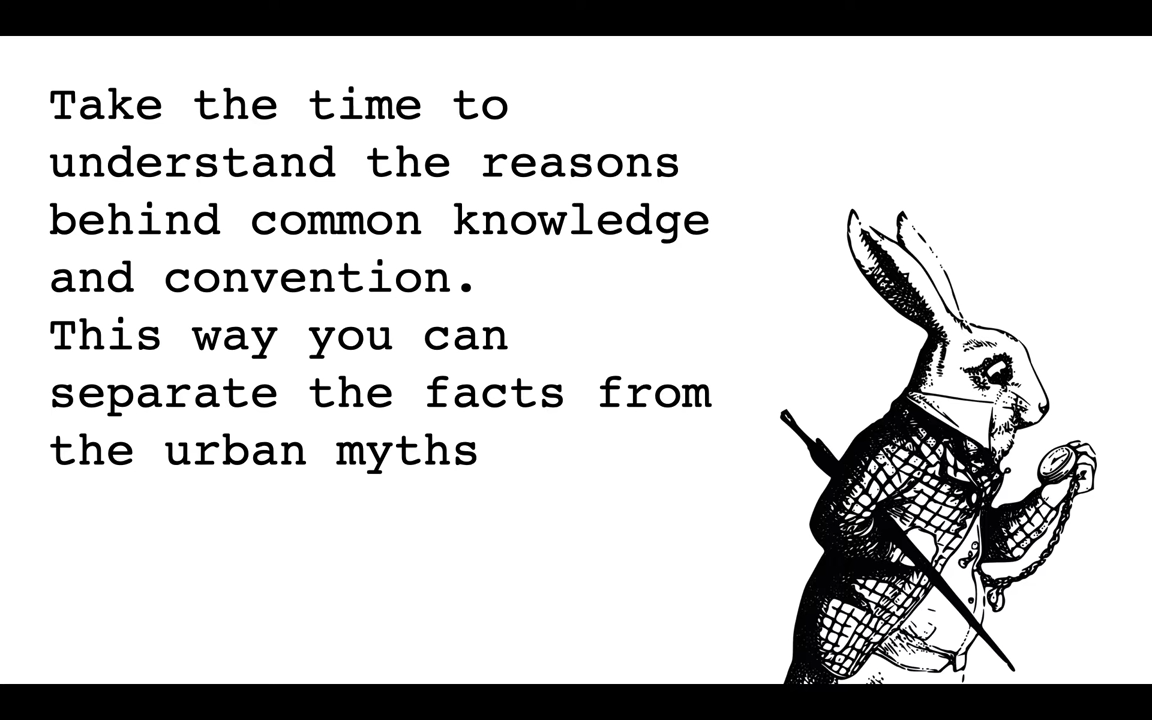 Take the time to
understand the reasons
behind common knowledge
and convention.
This way you can
separate the facts from
the urban myths